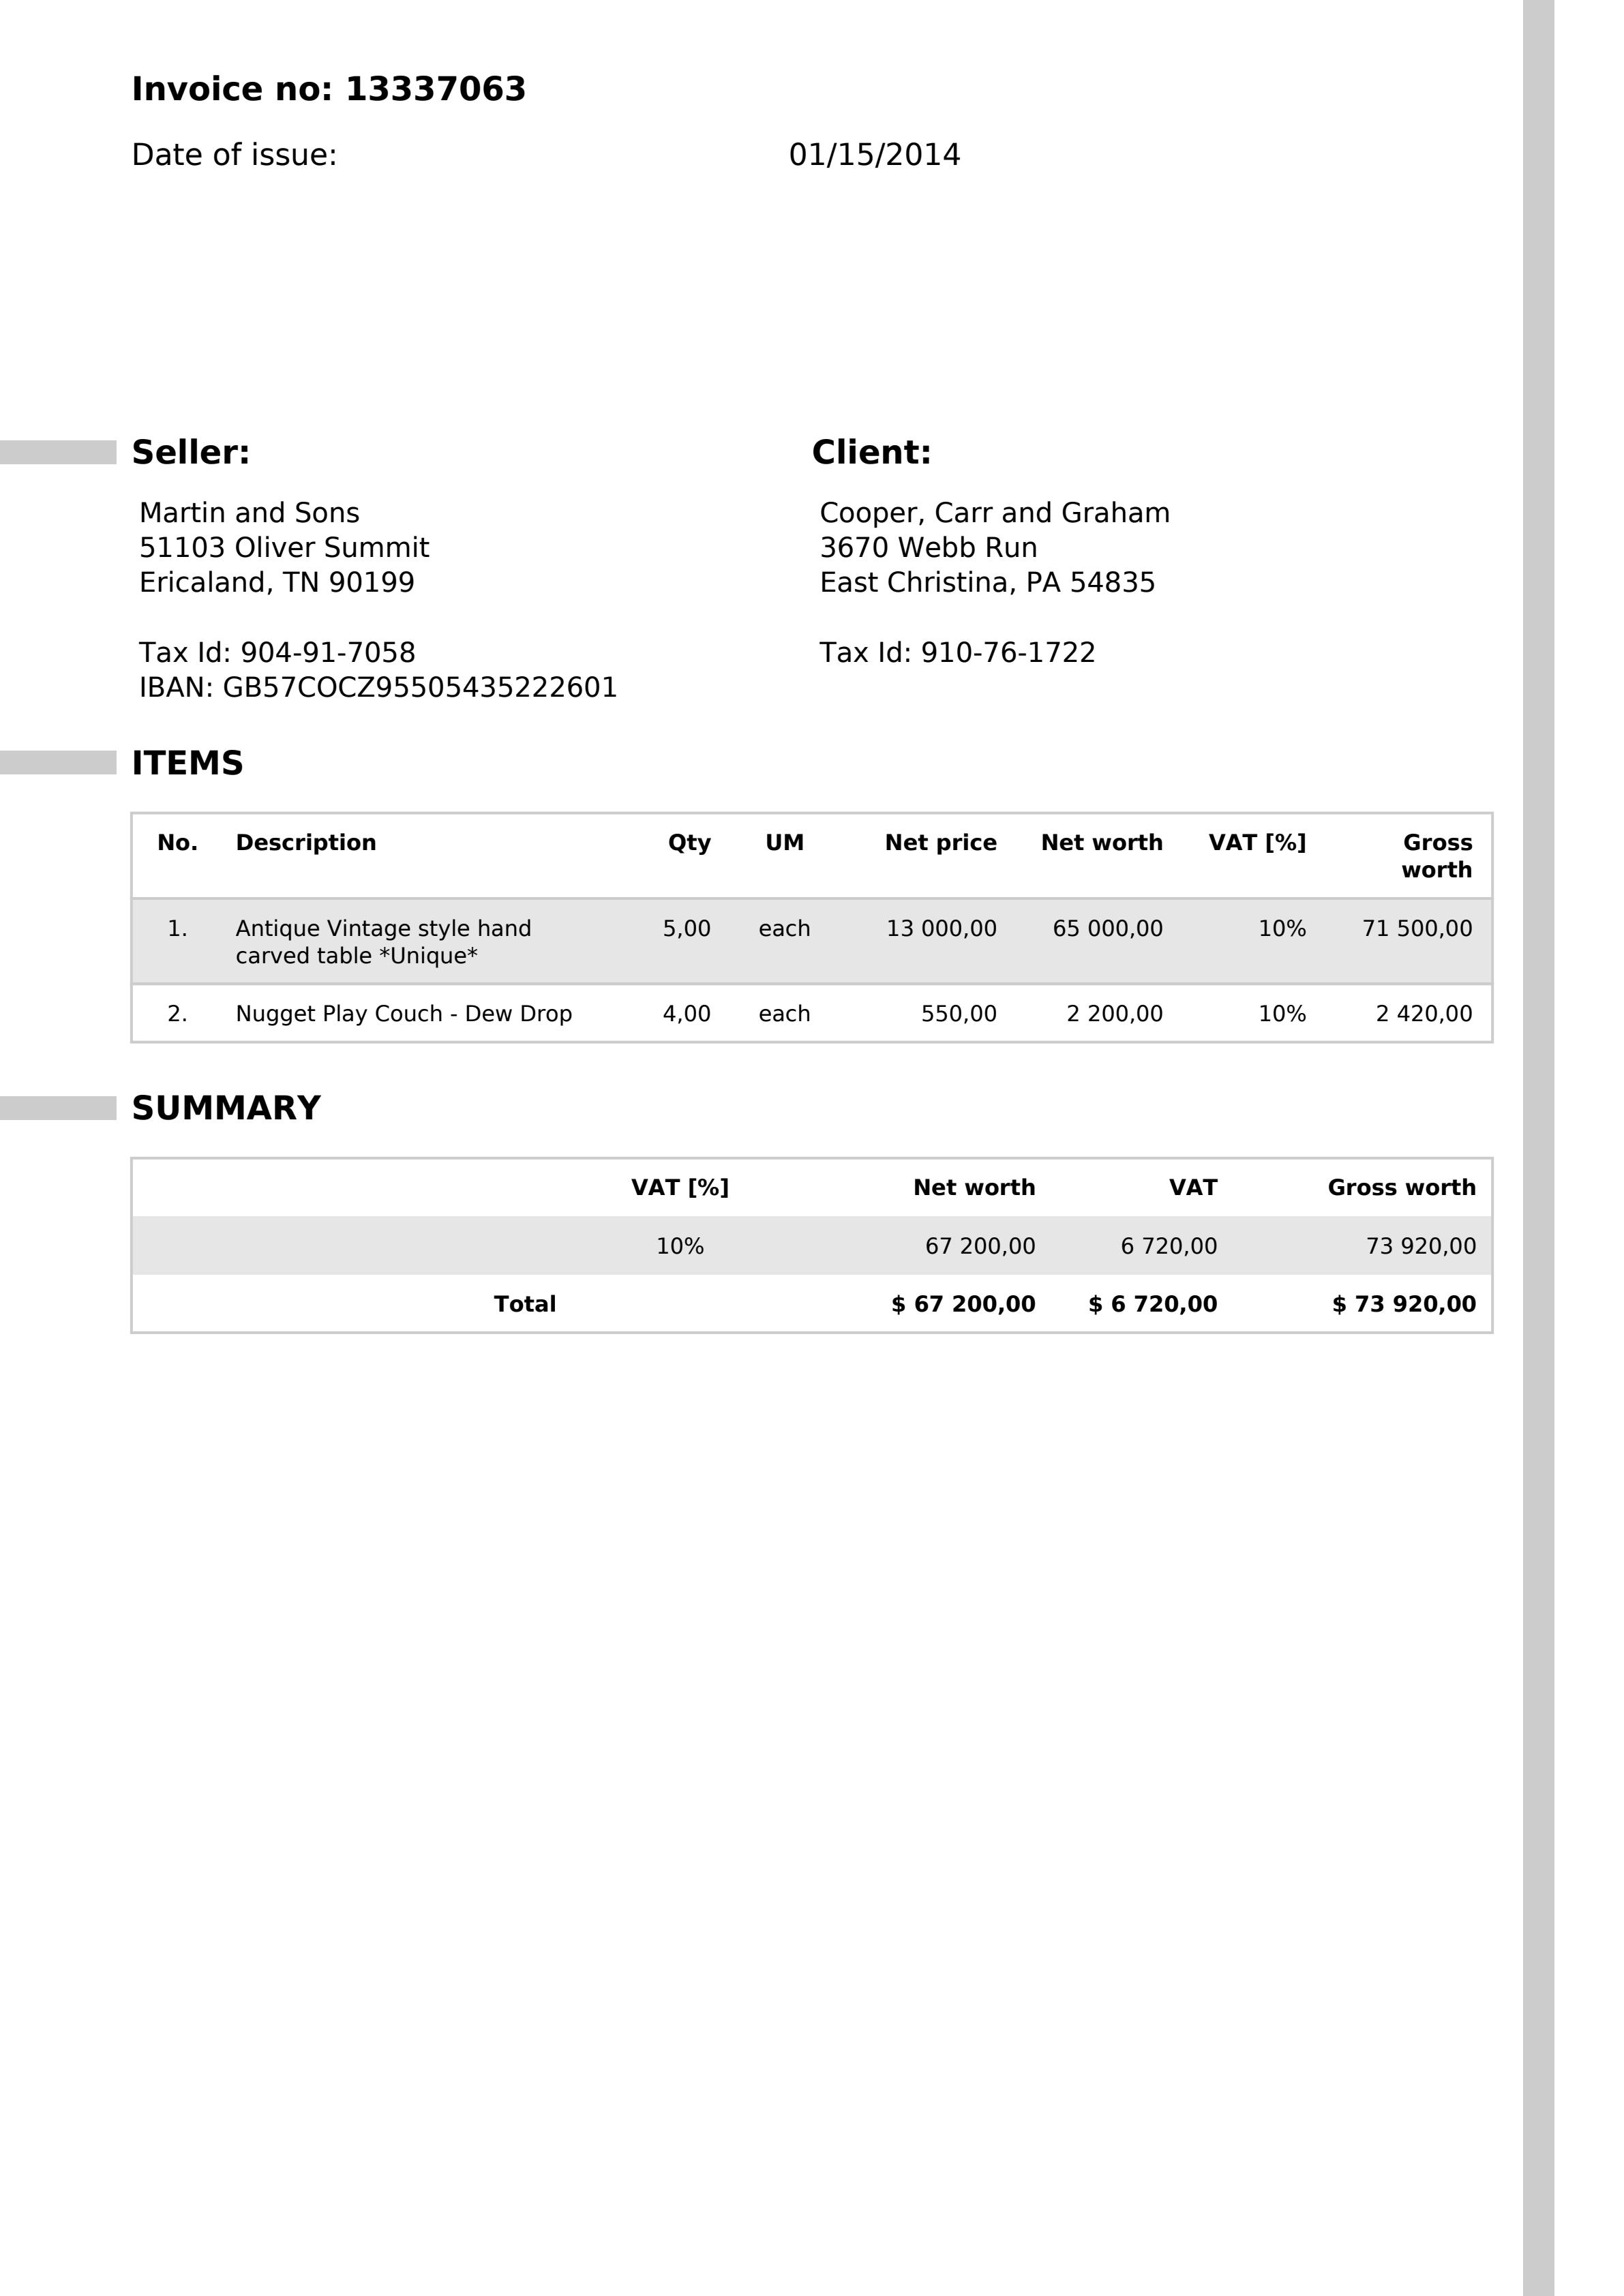 Invoice no: 13337063
Date of issue: 01/15/2014
Seller:
Martin and Sons
51103 Oliver Summit
Ericaland, TN 90199
Tax Id: 904-91-7058
IBAN: GB57COCZ95505435222601
Client:
Cooper, Carr and Graham
3670 Webb Run
East Christina, PA 54835
Tax Id: 910-76-1722
ITEMS
No. Description Qty UM Net price Net worth VAT [%] Gross
worth
1. Antique Vintage style hand 5,00 each 13 000,00 65 000,00 10% 71 500,00
carved table *Unique*
2. Nugget Play Couch - Dew Drop 4,00 each 550,00 2 200,00 10% 2 420,00
SUMMARY
VAT [%] Net worth VAT Gross worth
10% 67 200,00 6 720,00 73 920,00
Total $ 67 200,00 $ 6 720,00 $ 73 920,00